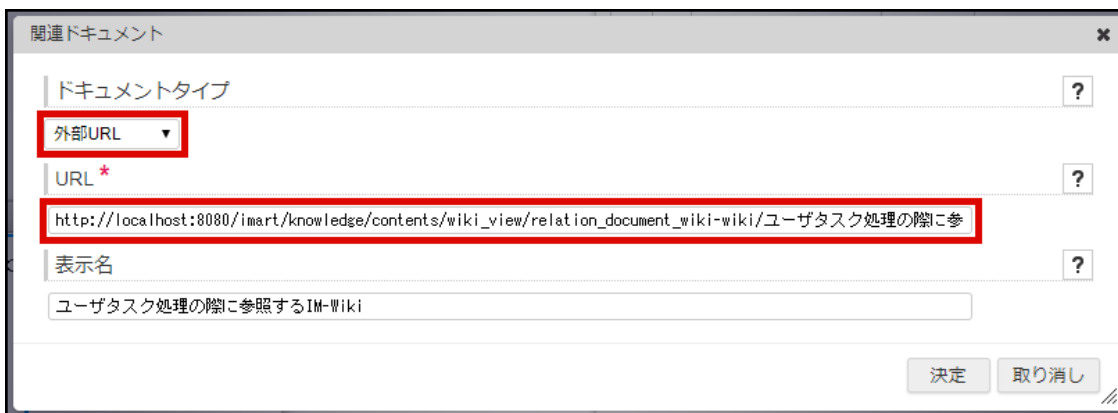 関連ドキュメント
ドキュメントタイプ
?
外部URL
URL *
?
http://localhost:8080/imart/knowledge/contents/wiki_view/relation_document_wiki-wiki/ユーザタスク処理の際に参
表示名
?
ユーザタスク処理の際に参照するIM-Wiki
決定 取り消し